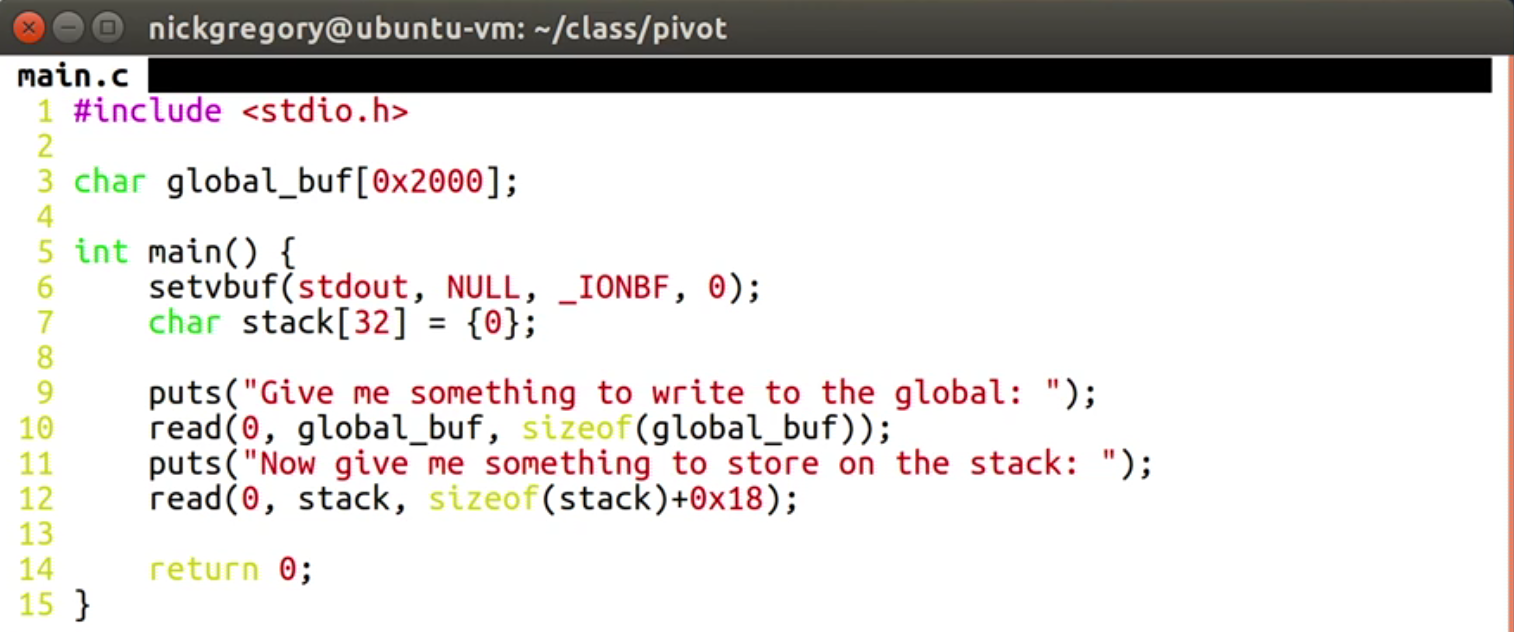 nickgregory@ubuntu-vm: ~/class/pivot
main.c
1 #include <stdio.h>
2
3 char global_buf[0x2000];
4
5 int main() {
6     setvbuf(stdout, NULL, _IONBF, 0);
7     char stack[32] = {0};
8
9     puts("Give me something to write to the global: ");
10     read(0, global_buf, sizeof(global_buf));
11     puts("Now give me something to store on the stack: ");
12     read(0, stack, sizeof(stack)+0x18);
13
14     return 0;
15 }